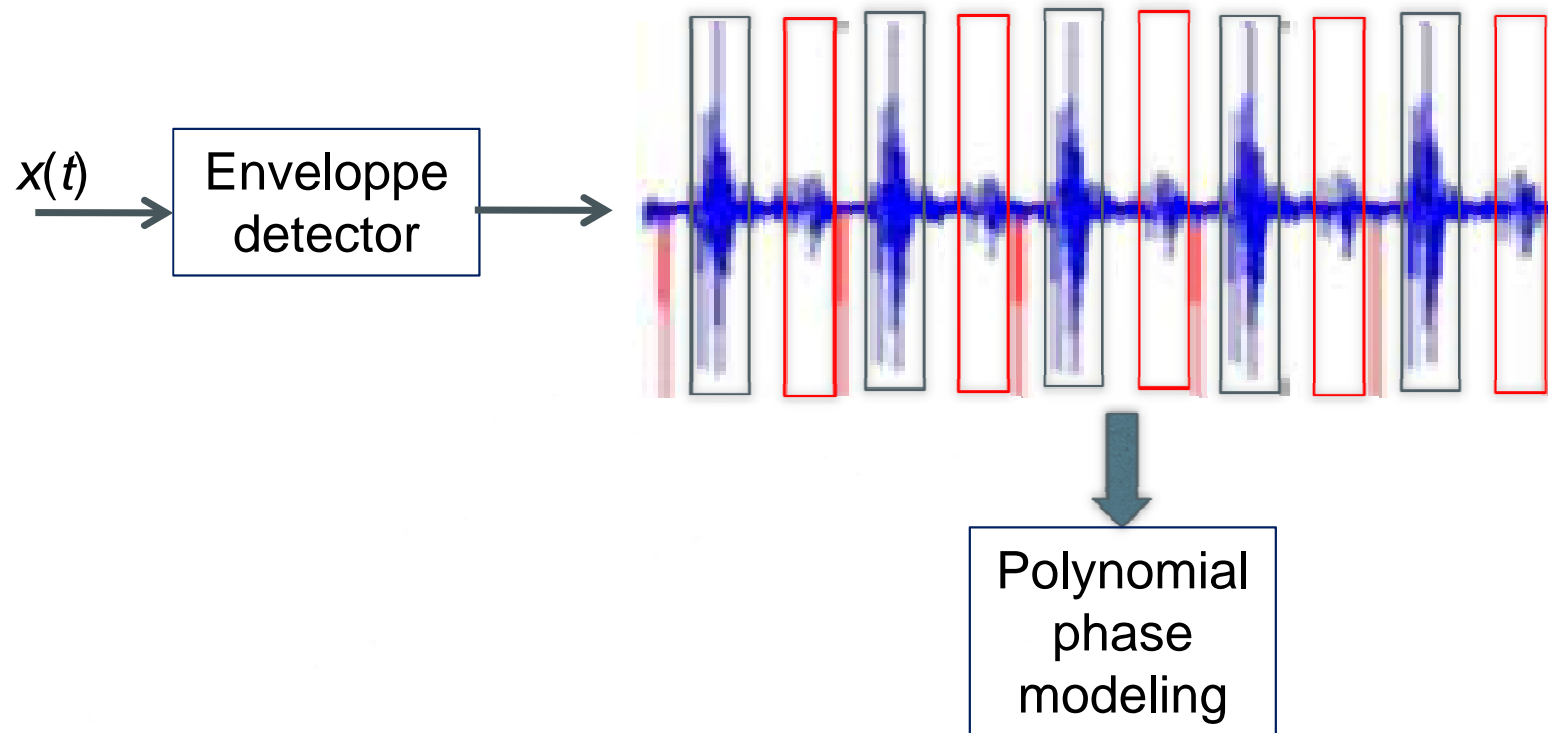 x(t)
Enveloppe
detector
Polynomial
phase
modeling